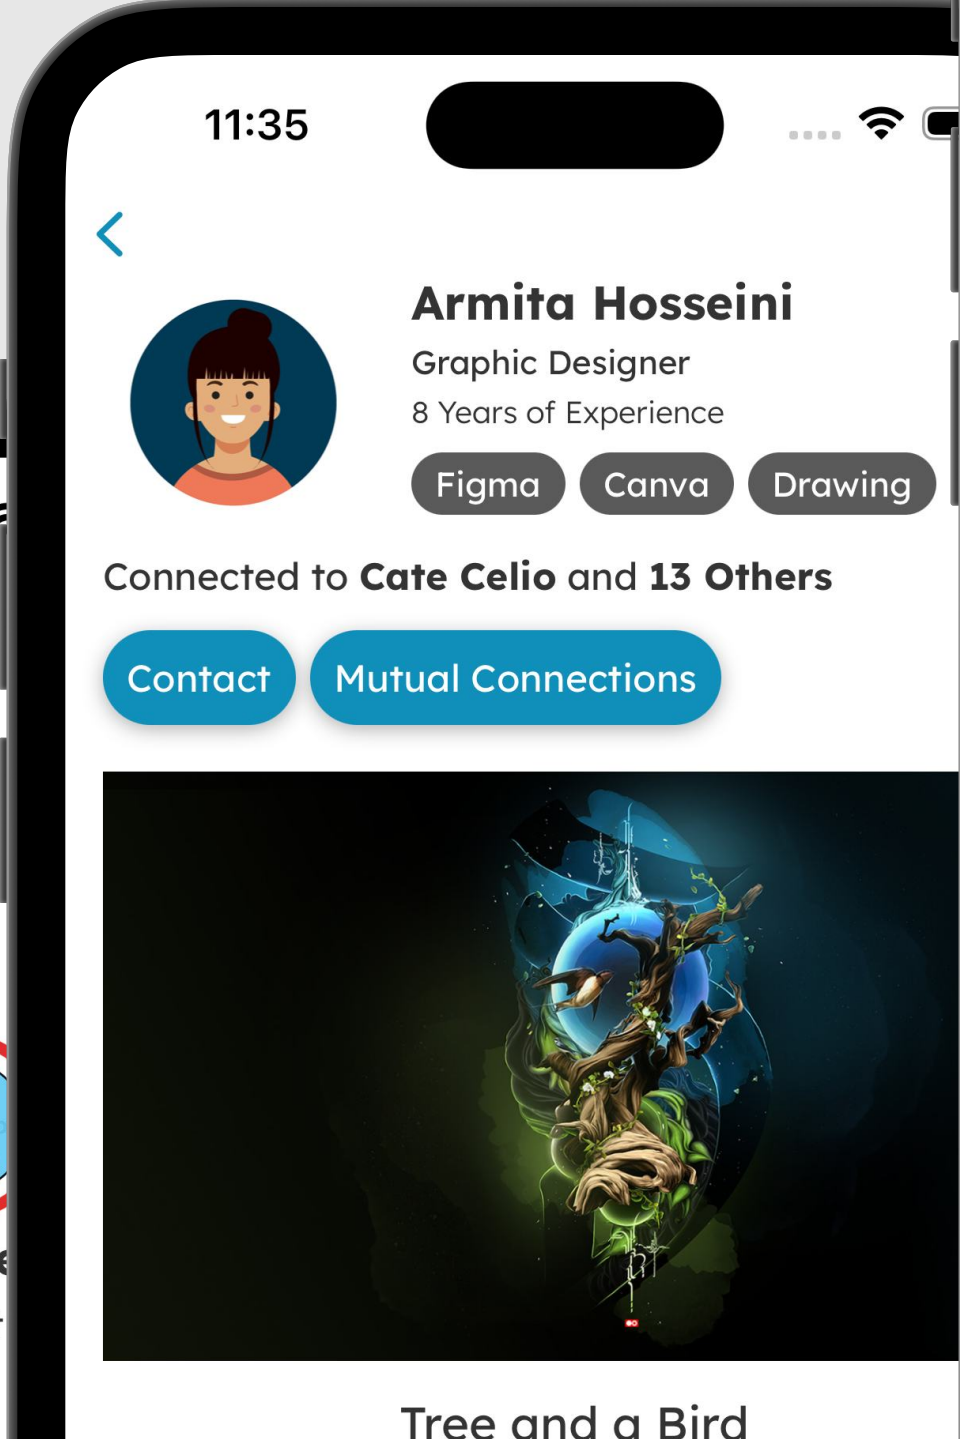 11:35
Armita Hosseini
Graphic Designer
8 Years of Experience
Figma Canva Drawing
Connected to Cate Celio and 13 Others
Contact Mutual Connections
Tree and a Bird